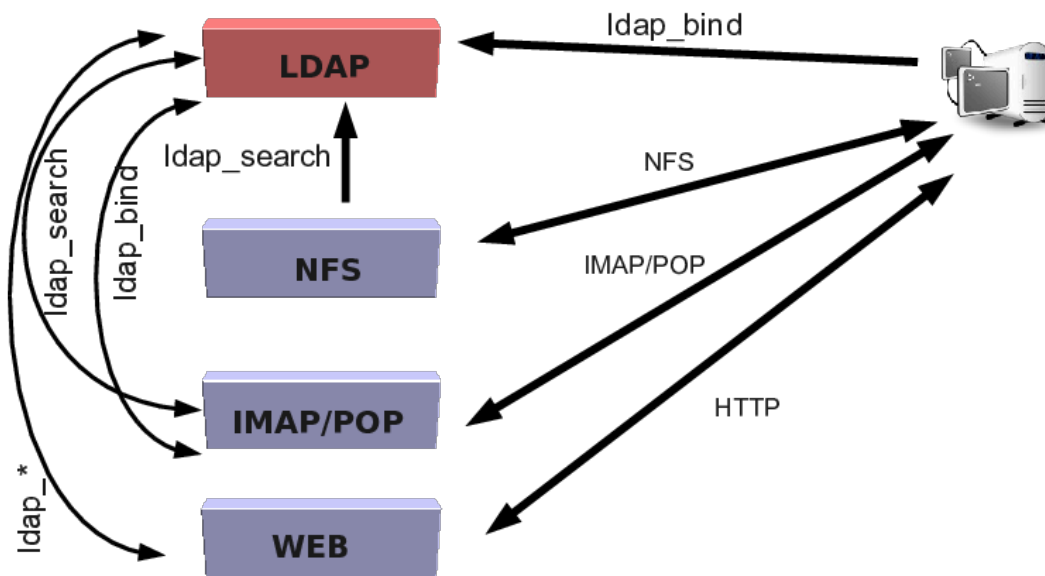 ldap_bind
LDAP
ldap_search
NFS
ldap_search
ldap_bind
NFS
IMAP/POP
IMAP/POP
HTTP
ldap_*
WEB